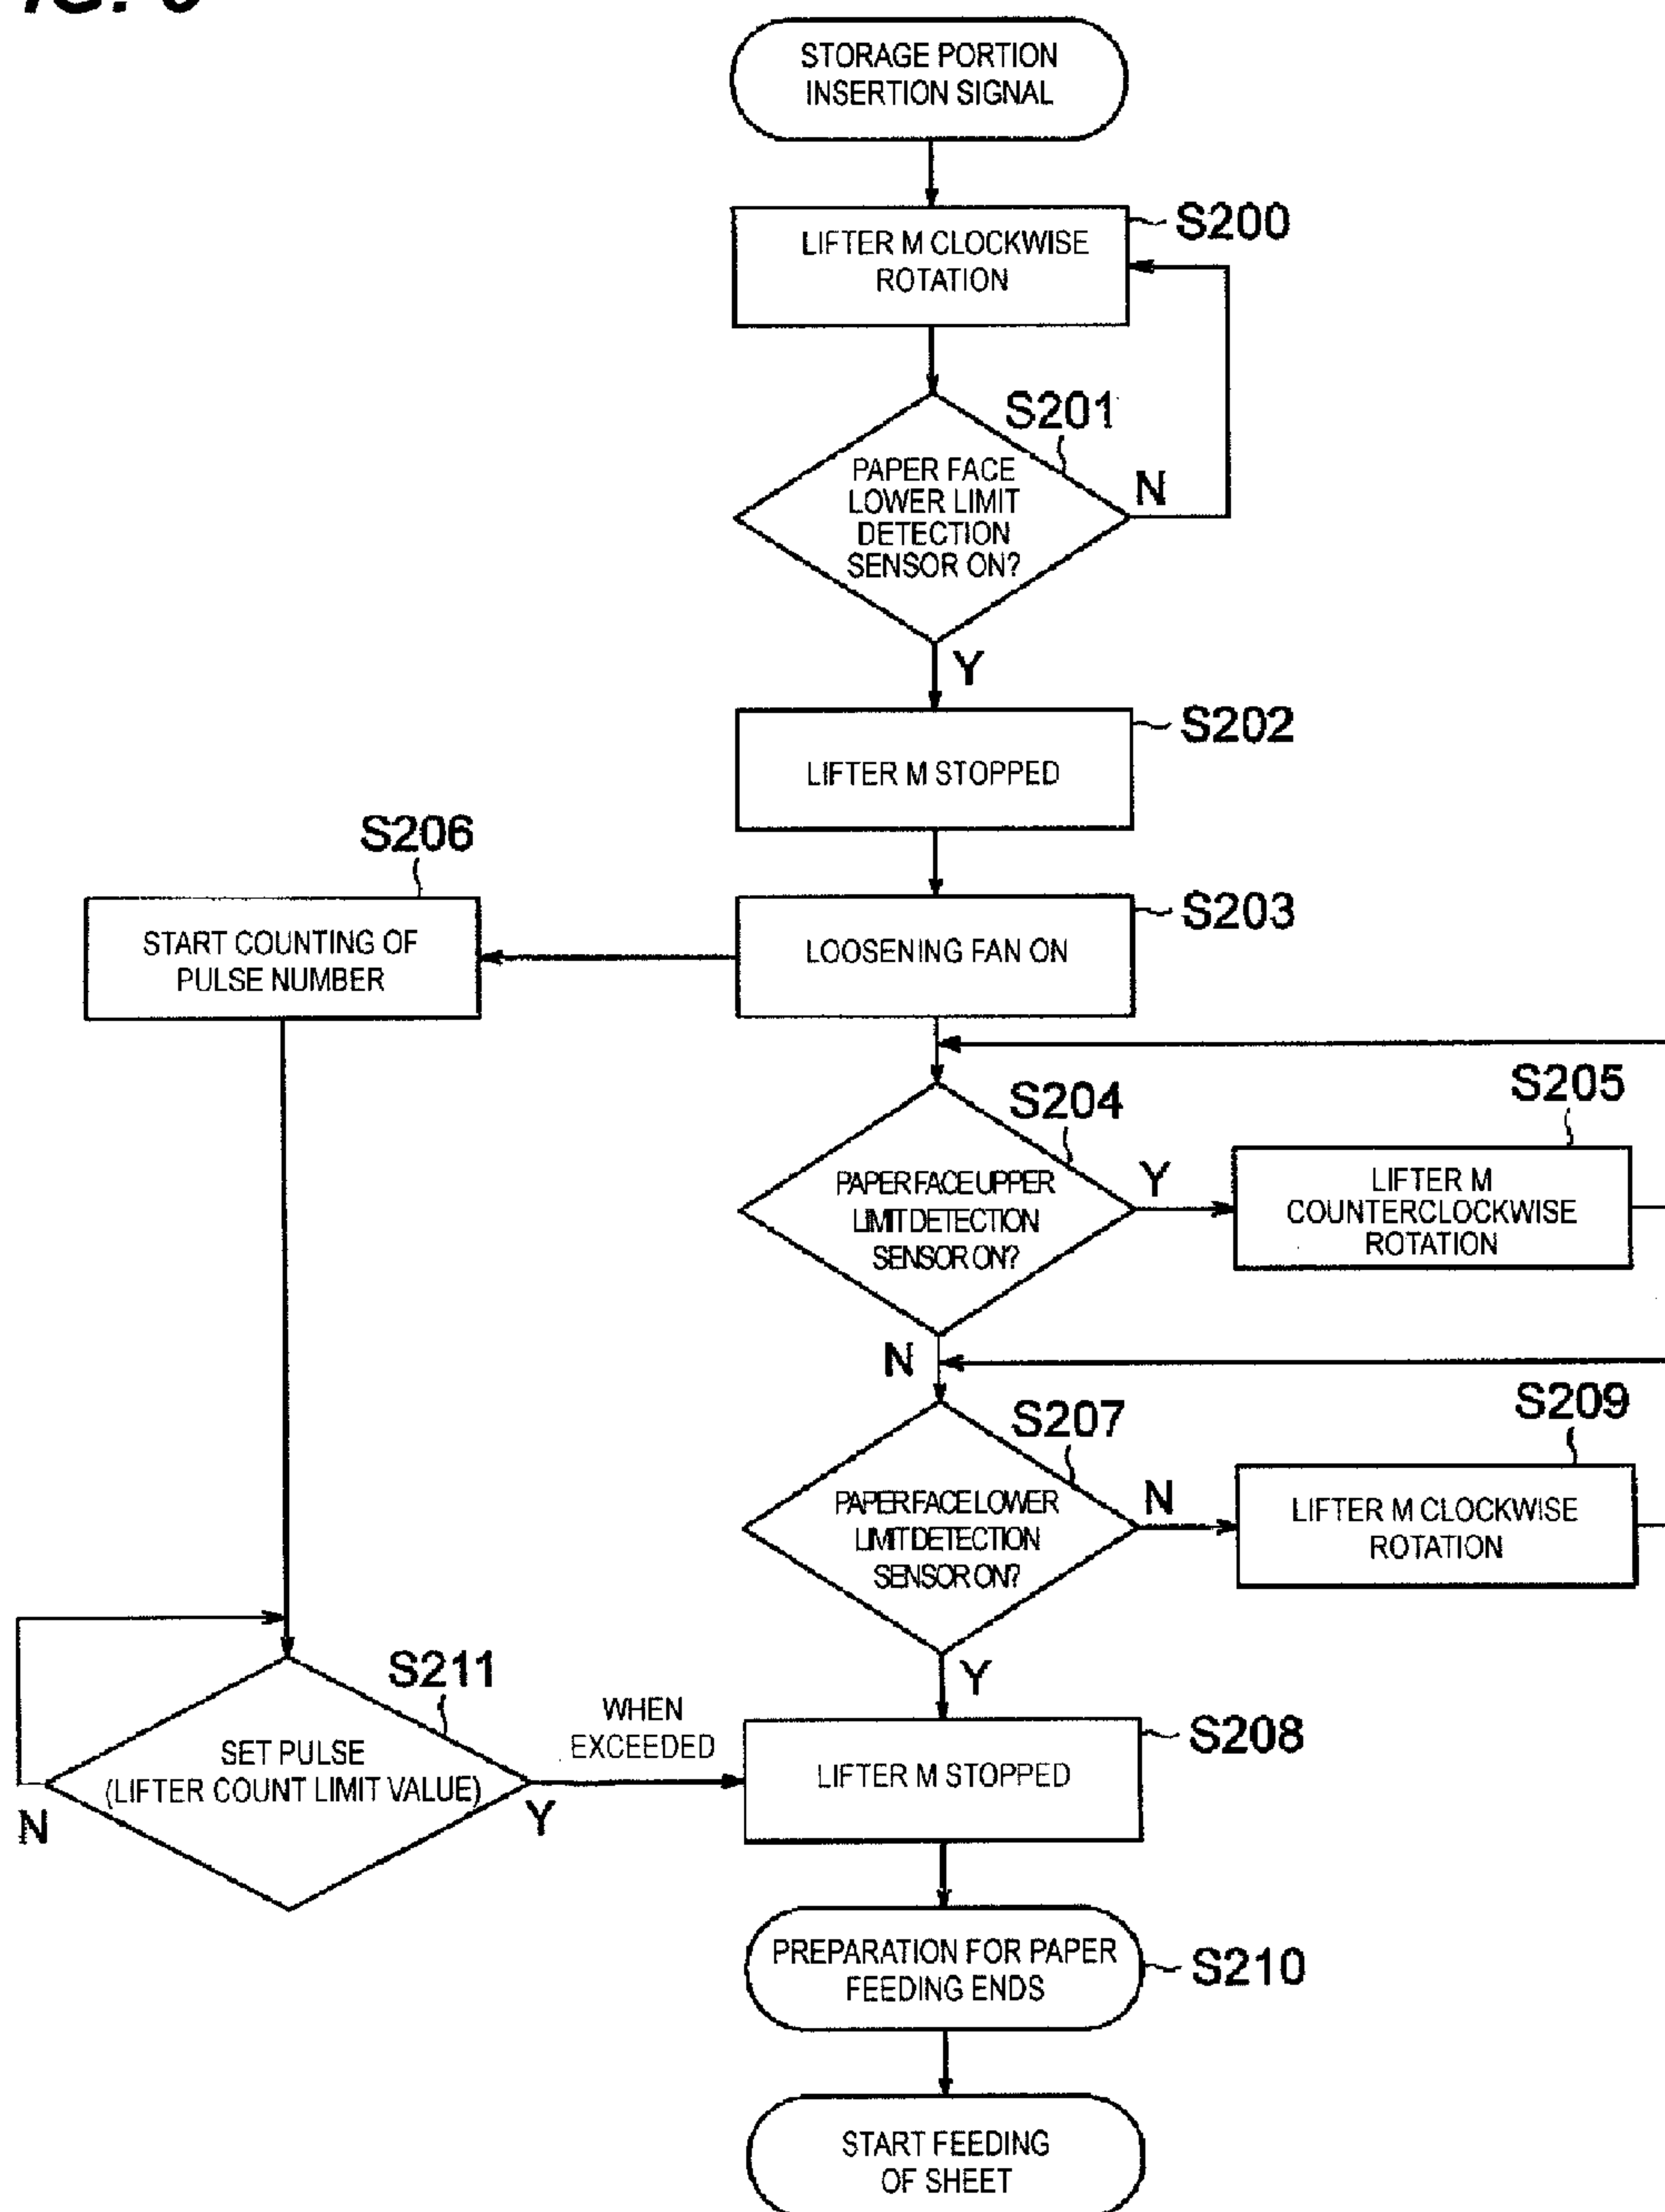 STORAGE PORTION
INSERTION SIGNAL
S200
LIFTER M CLOCKWISE
ROTATION
S201
PAPER FACE
LOWER LIMIT
DETECTION
SENSOR ON?
N
Y
S202
LIFTER M STOPPED
S206
START COUNTING OF
PULSE NUMBER
S203
LOOSENING FAN ON
S204
PAPER FACE UPPER
LIMIT DETECTION
SENSOR ON?
Y
S205
LIFTER M
COUNTERCLOCKWISE
ROTATION
N
S207
PAPER FACE LOWER
LIMIT DETECTION
SENSOR ON?
N
S209
LIFTER M CLOCKWISE
ROTATION
Y
S211
SET PULSE
(LIFTER COUNT LIMIT VALUE)
N
Y
WHEN
EXCEEDED
S208
LIFTER M STOPPED
PREPARATION FOR PAPER
FEEDING ENDS
S210
START FEEDING
OF SHEET